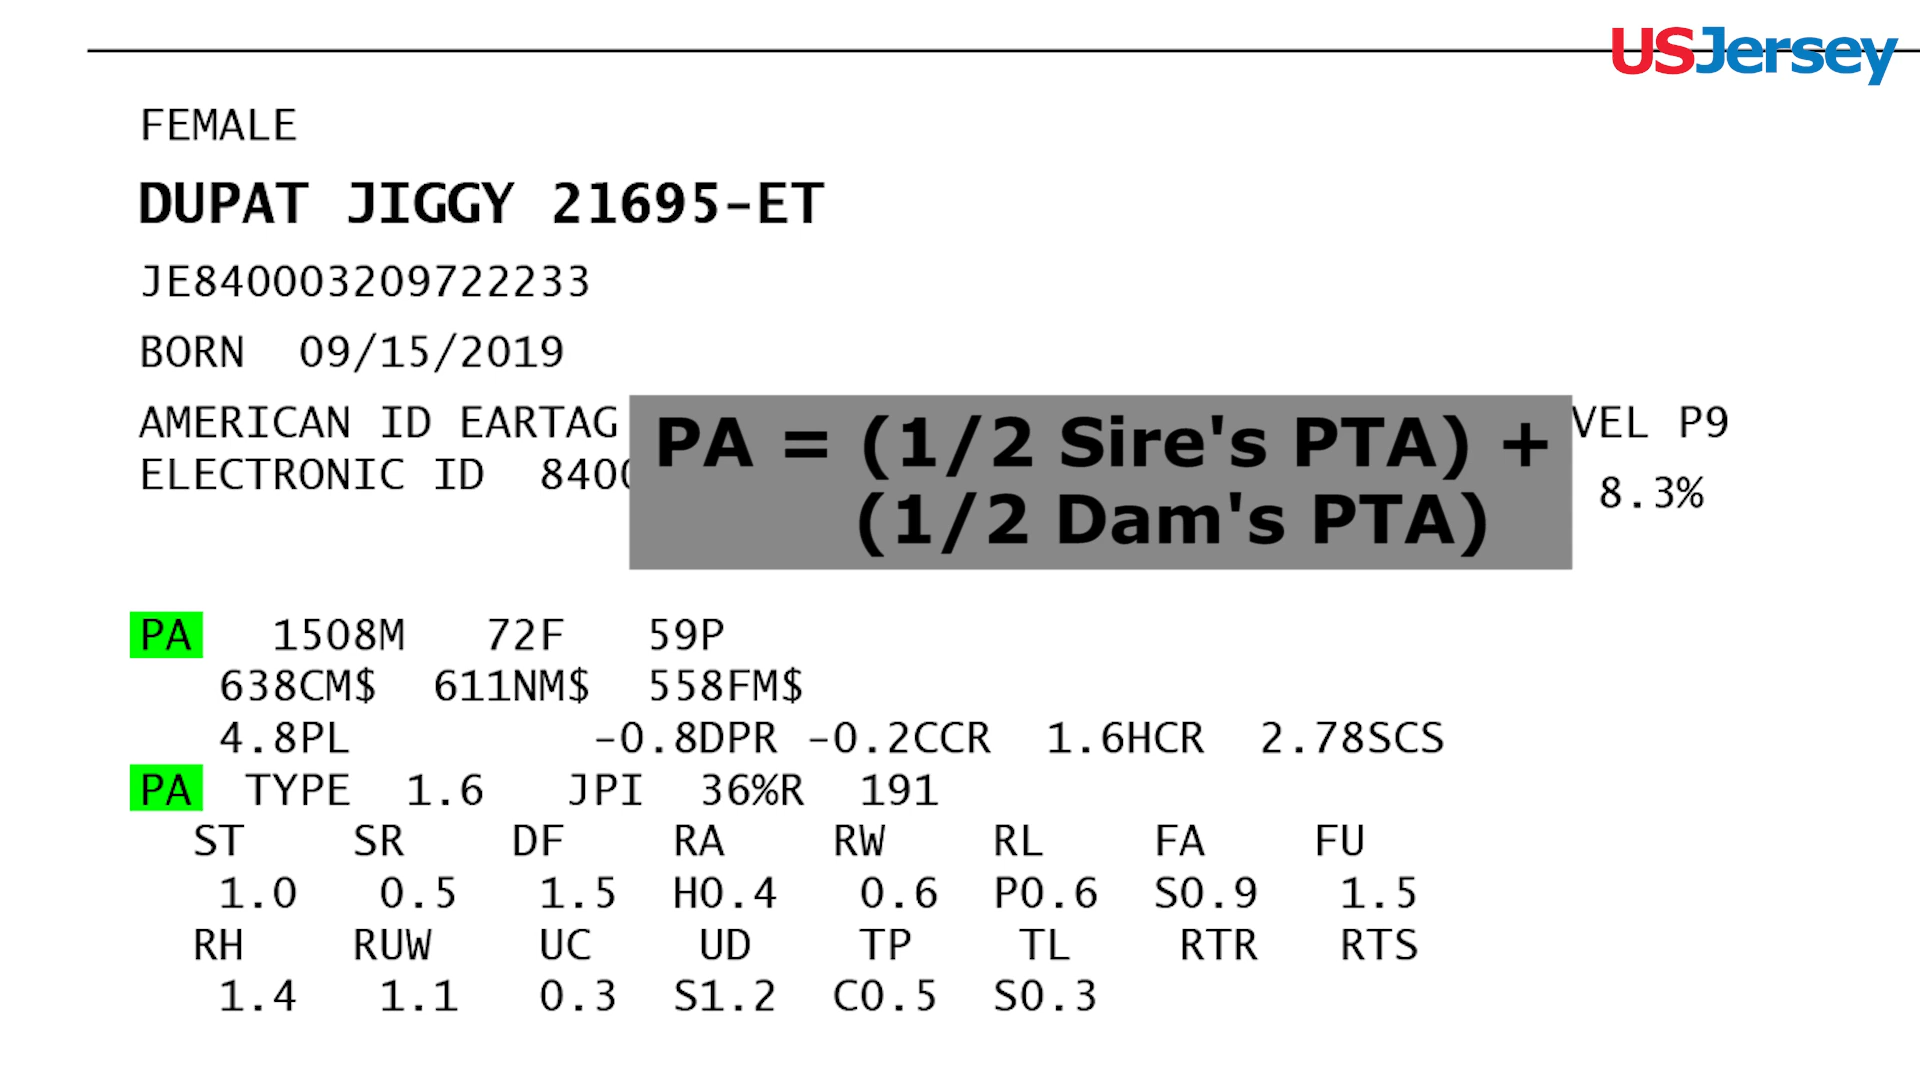 USJersey
FEMALE
DUPAT JIGGY 21695-ET
JE840003209722233
BORN 09/15/2019
AMERICAN ID EARTAG P9
ELECTRONIC ID
8.3%
PA = (1/2 Sire's PTA) +
(1/2 Dam's PTA)
PA 1508M 72F 59P
638CM$ 611NM$ 558FM$
4.8PL -0.8DPR -0.2CCR 1.6HCR 2.78SCS
PA TYPE 1.6 JPI 36%R 191
ST SR DF RA RW RL FA FU
1.0 0.5 1.5 H0.4 0.6 P0.6 S0.9 1.5
RH RUW UC UD TP TL RTR RTS
1.4 1.1 0.3 S1.2 C0.5 S0.3